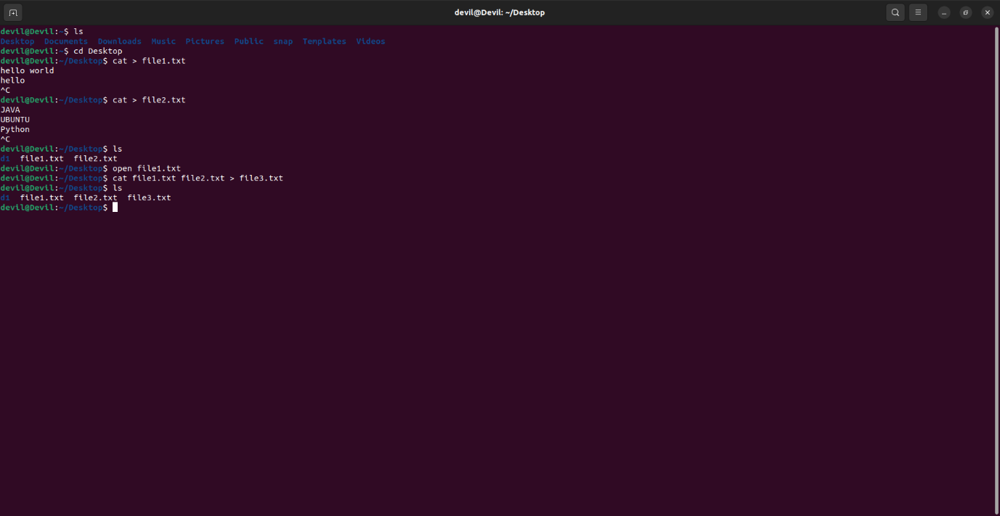 devil@Devil: ~/Desktop
devil@Devil:~$ ls
Desktop  Documents  Downloads  Music  Pictures  Public  snap  Templates  Videos
devil@Devil:~$ cd Desktop
devil@Devil:~/Desktop$ cat > file1.txt
hello world
hello
^C
devil@Devil:~/Desktop$ cat > file2.txt
JAVA
UBUNTU
Python
^C
devil@Devil:~/Desktop$ ls
d1  file1.txt  file2.txt
devil@Devil:~/Desktop$ open file1.txt
devil@Devil:~/Desktop$ cat file1.txt file2.txt > file3.txt
devil@Devil:~/Desktop$ ls
d1  file1.txt  file2.txt  file3.txt
devil@Devil:~/Desktop$